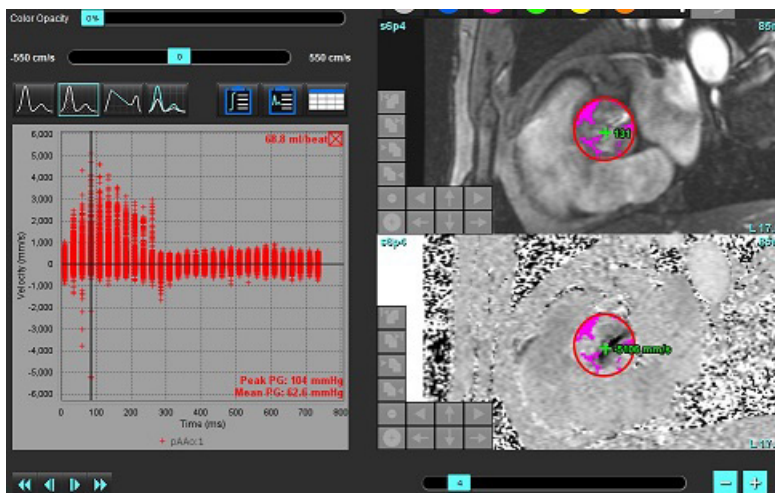 Color Opacity 0%
-550 cm/s 0 550 cm/s
68.8 ml/beat
6,000
5,000
4,000
3,000
2,000
1,000
0
-1,000
-2,000
-3,000
-4,000
-5,000
-6,000
Velocity (mm/s)
Peak PG: 104 mmHg
Mean PG: 62.6 mmHg
0 100 200 300 400 500 600 700 800
Time (ms)
+ pAAo:1
s6p4
131
s6p4
-5106 mm/s
4